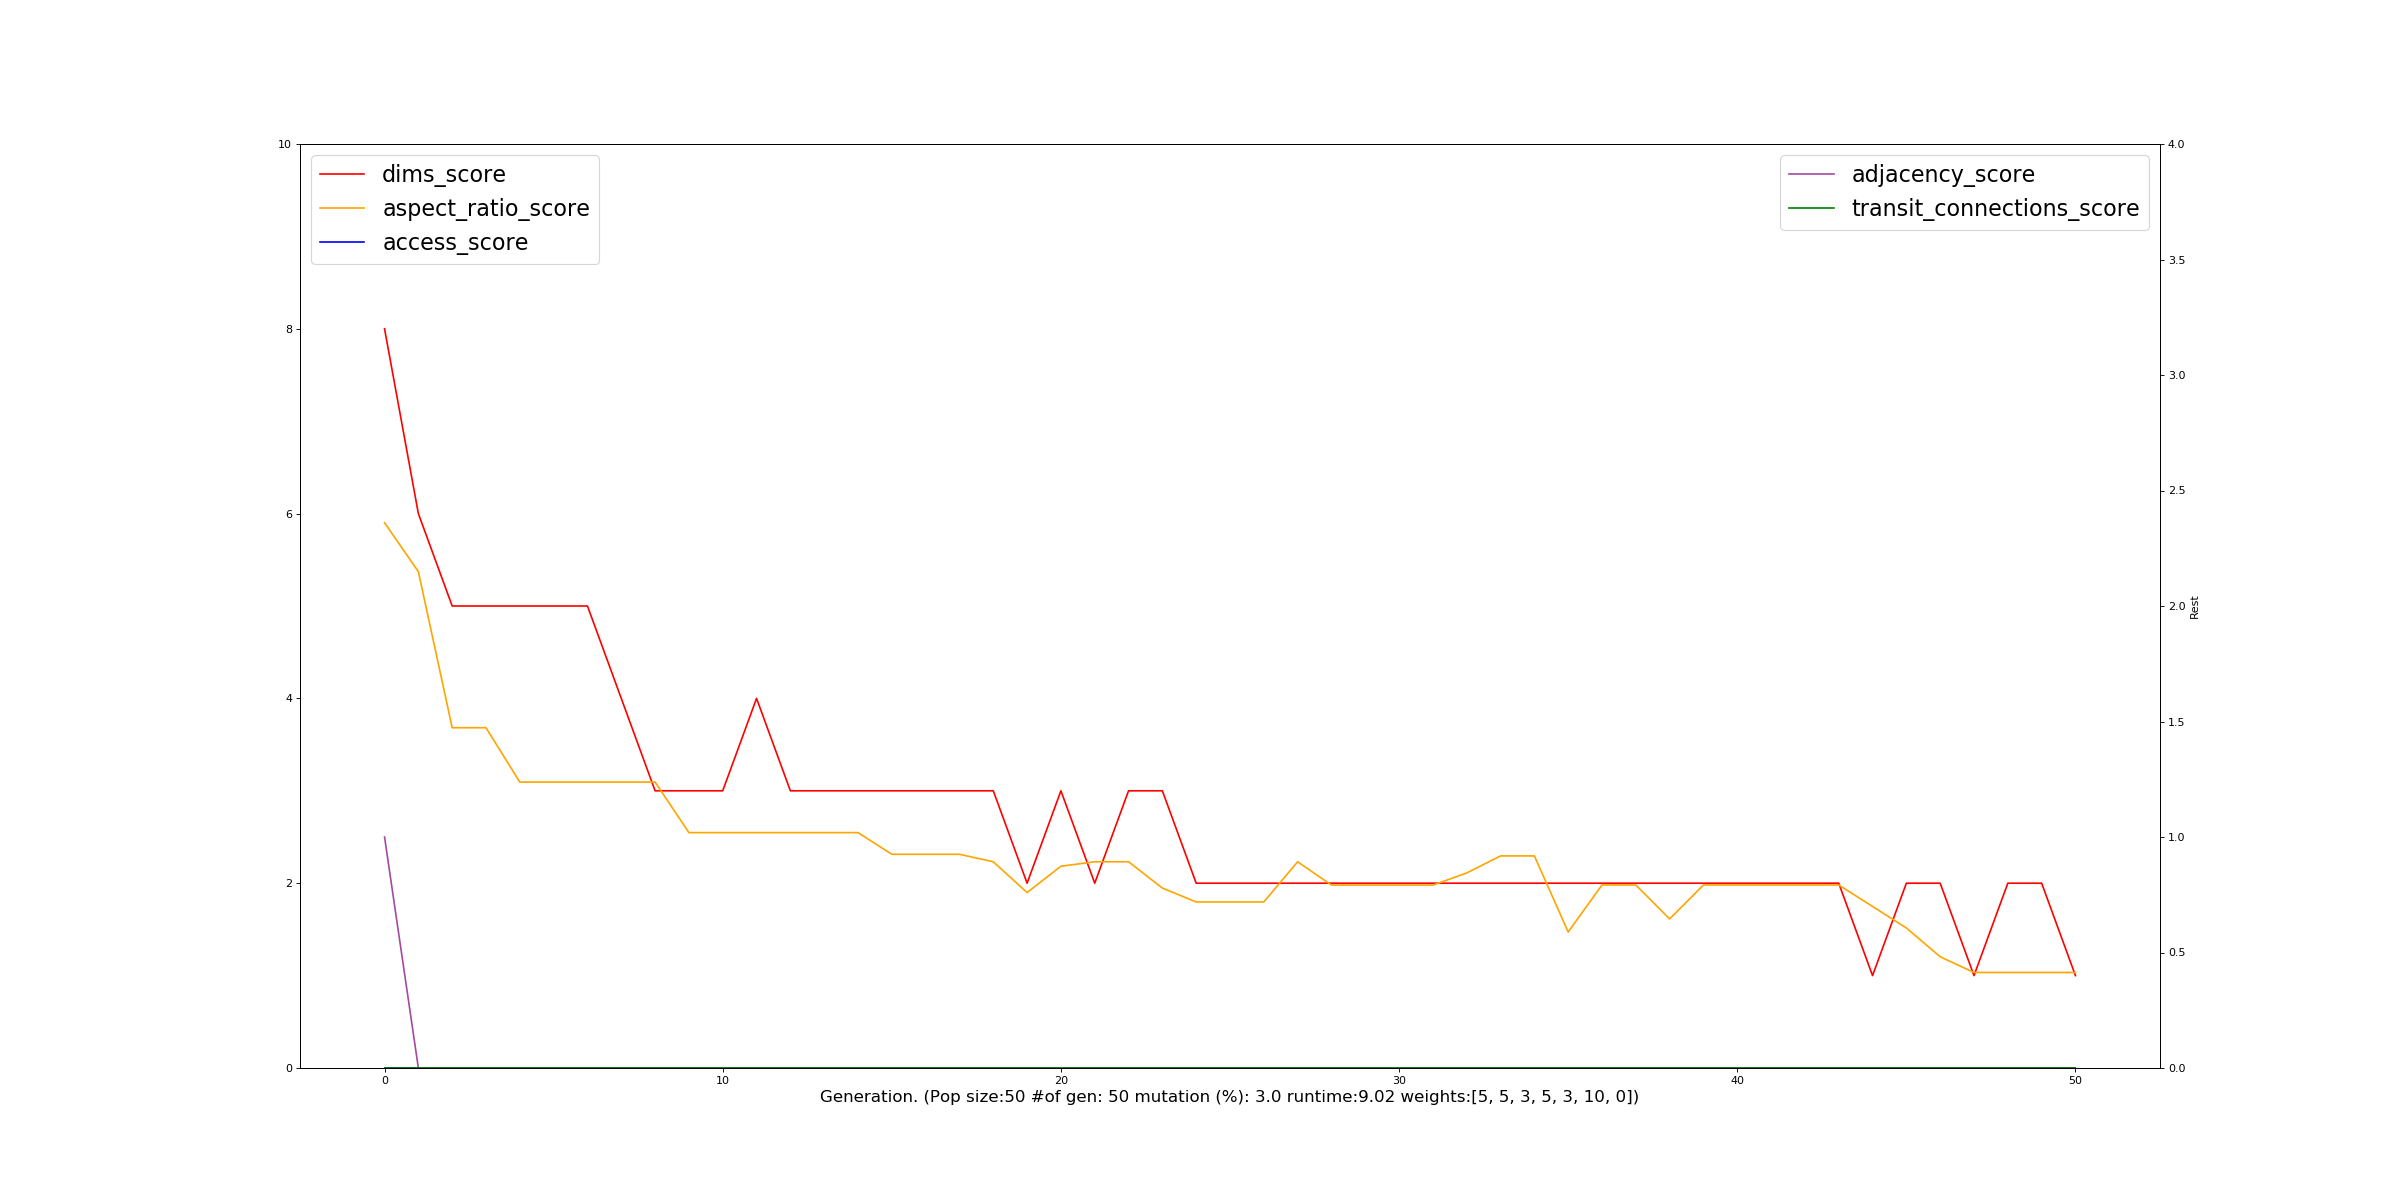 10
8
6
4
2
0
dims_score
aspect_ratio_score
access_score
adjacency_score
transit_connections_score
4.0
3.5
3.0
2.5
2.0
1.5
1.0
0.5
0.0
Rest
0 10 20 30 40 50
Generation. (Pop size:50 #of gen: 50 mutation (%): 3.0 runtime:9.02 weights:[5, 5, 3, 5, 3, 10, 0])